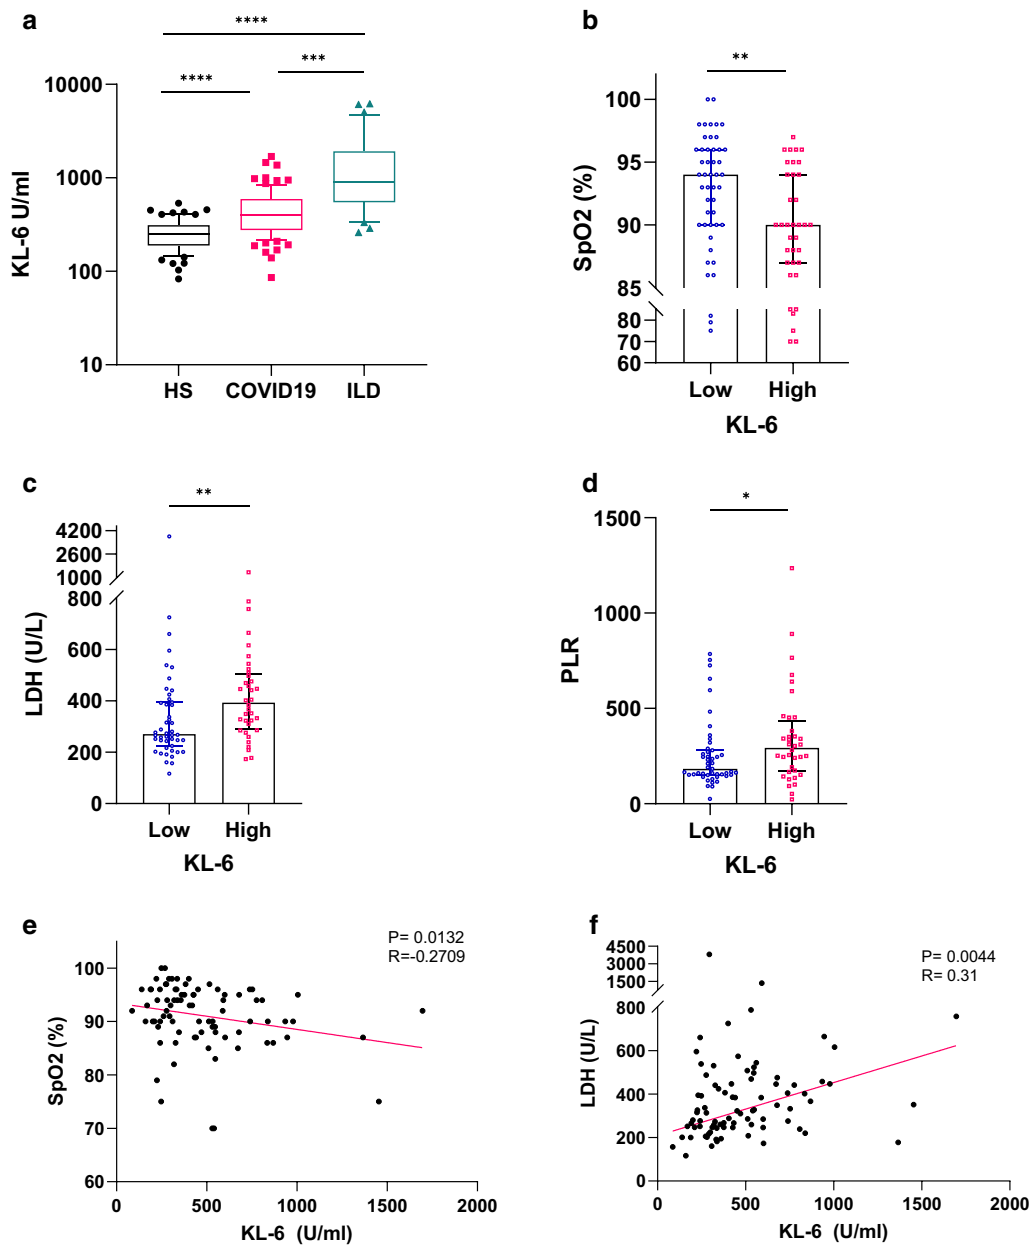 a
****
***
****
KL-6 U/ml
10000
1000
100
10
HS COVID19 ILD
b
**
SpO2 (%)
100
95
90
85
80
70
60
Low High
KL-6
c
**
LDH (U/L)
4200
2600
1000
800
600
400
200
0
Low High
KL-6
d
*
PLR
1500
1000
500
0
Low High
KL-6
e
P= 0.0132
R=-0.2709
SpO2 (%)
100
90
80
70
60
0 500 1000 1500 2000
KL-6 (U/ml)
f
P= 0.0044
R= 0.31
LDH (U/L)
4500
3000
1500
800
600
400
200
0
0 500 1000 1500 2000
KL-6 (U/ml)